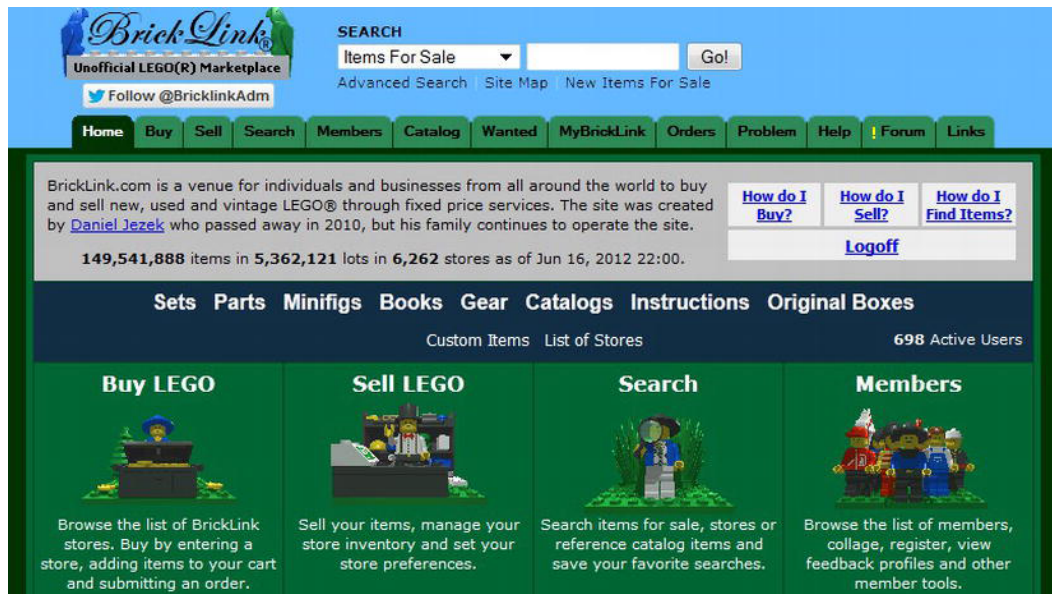 BrickLink®
Unofficial LEGO(R) Marketplace
Follow @BricklinkAdm
SEARCH
Items For Sale
Go!
Advanced Search | Site Map | New Items For Sale
Home Buy Sell Search Members Catalog Wanted MyBrickLink Orders Problem Help ! Forum Links
BrickLink.com is a venue for individuals and businesses from all around the world to buy
and sell new, used and vintage LEGO® through fixed price services. The site was created
by Daniel Jezek who passed away in 2010, but his family continues to operate the site.
149,541,888 items in 5,362,121 lots in 6,262 stores as of Jun 16, 2012 22:00.
How do I
Buy?
How do I
Sell?
How do I
Find Items?
Logoff
Sets Parts Minifigs Books Gear Catalogs Instructions Original Boxes
Custom Items List of Stores
698 Active Users
Buy LEGO
Browse the list of BrickLink
stores. Buy by entering a
store, adding items to your cart
and submitting an order.
Sell LEGO
Sell your items, manage your
store inventory and set your
store preferences.
Search
Search items for sale, stores or
reference catalog items and
save your favorite searches.
Members
Browse the list of members,
collage, register, view
feedback profiles and other
member tools.